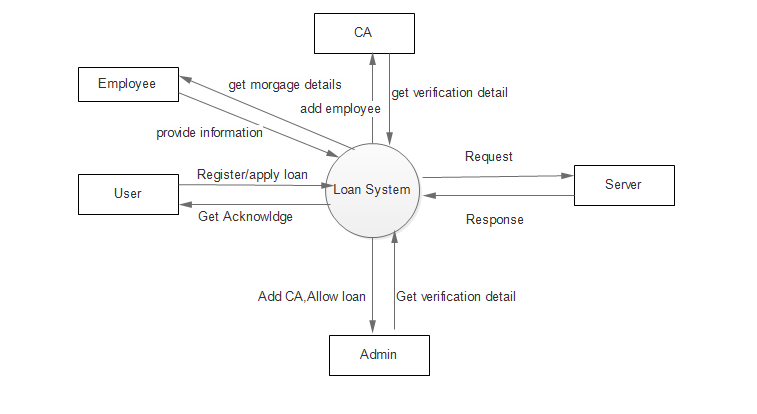 CA
Employee
get morgage details
get verification detail
add employee
provide information
Request
Register/apply loan
User
Loan System
Server
Get Acknowldge
Response
Add CA,Allow loan
Get verification detail
Admin